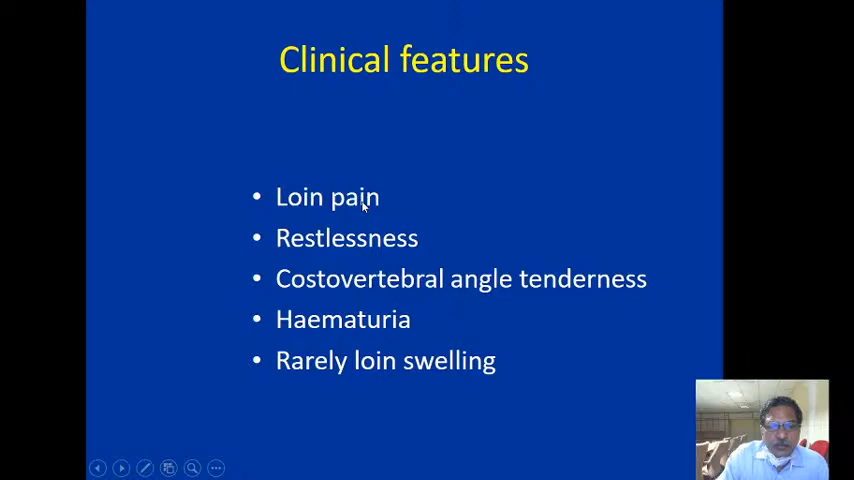 Clinical features
• Loin pain
• Restlessness
• Costovertebral angle tenderness
• Haematuria
• Rarely loin swelling